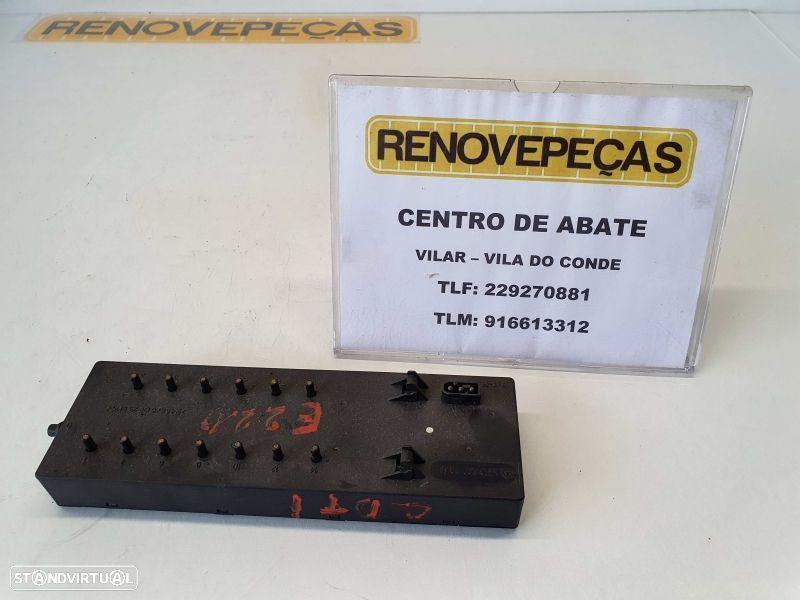 RENOVEPEÇAS
RENOVEPEÇAS
CENTRO DE ABATE
VILAR – VILA DO CONDE
TLF: 229270881
TLM: 916613312
E220
CDTI
STANDVIRTUAL